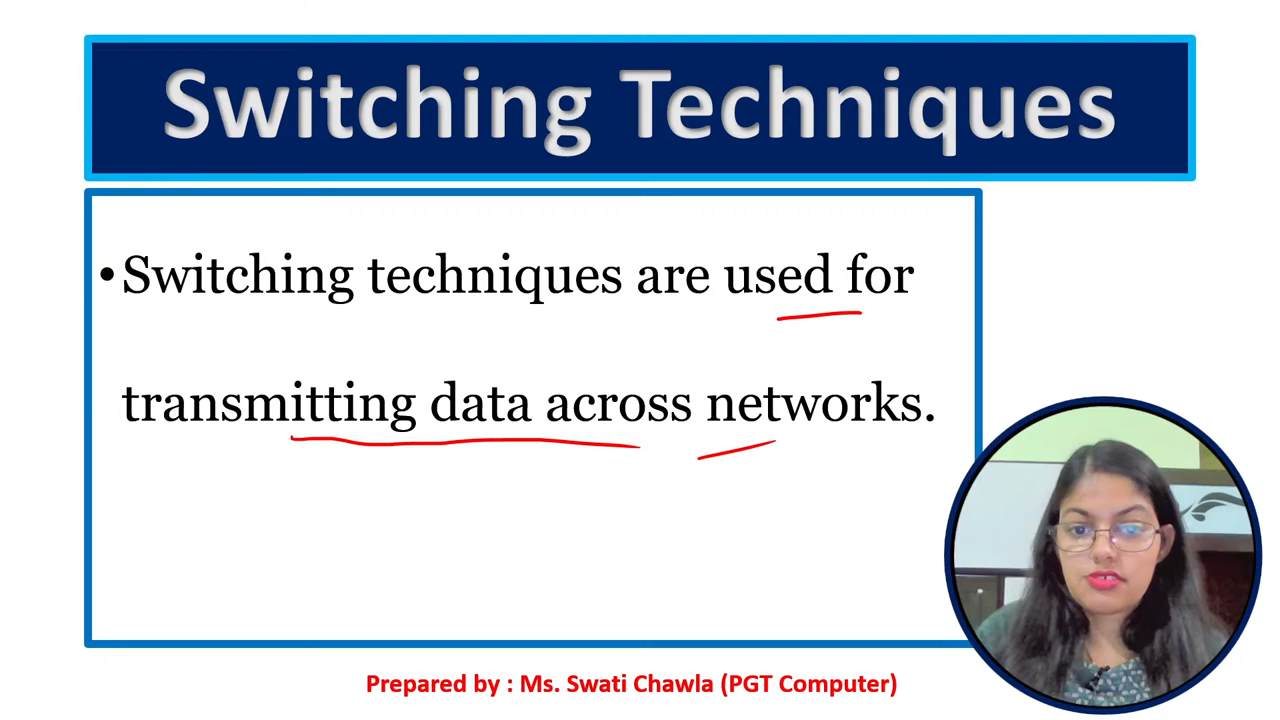 Switching Techniques
•Switching techniques are used for
transmitting data across networks.
Prepared by : Ms. Swati Chawla (PGT Computer)